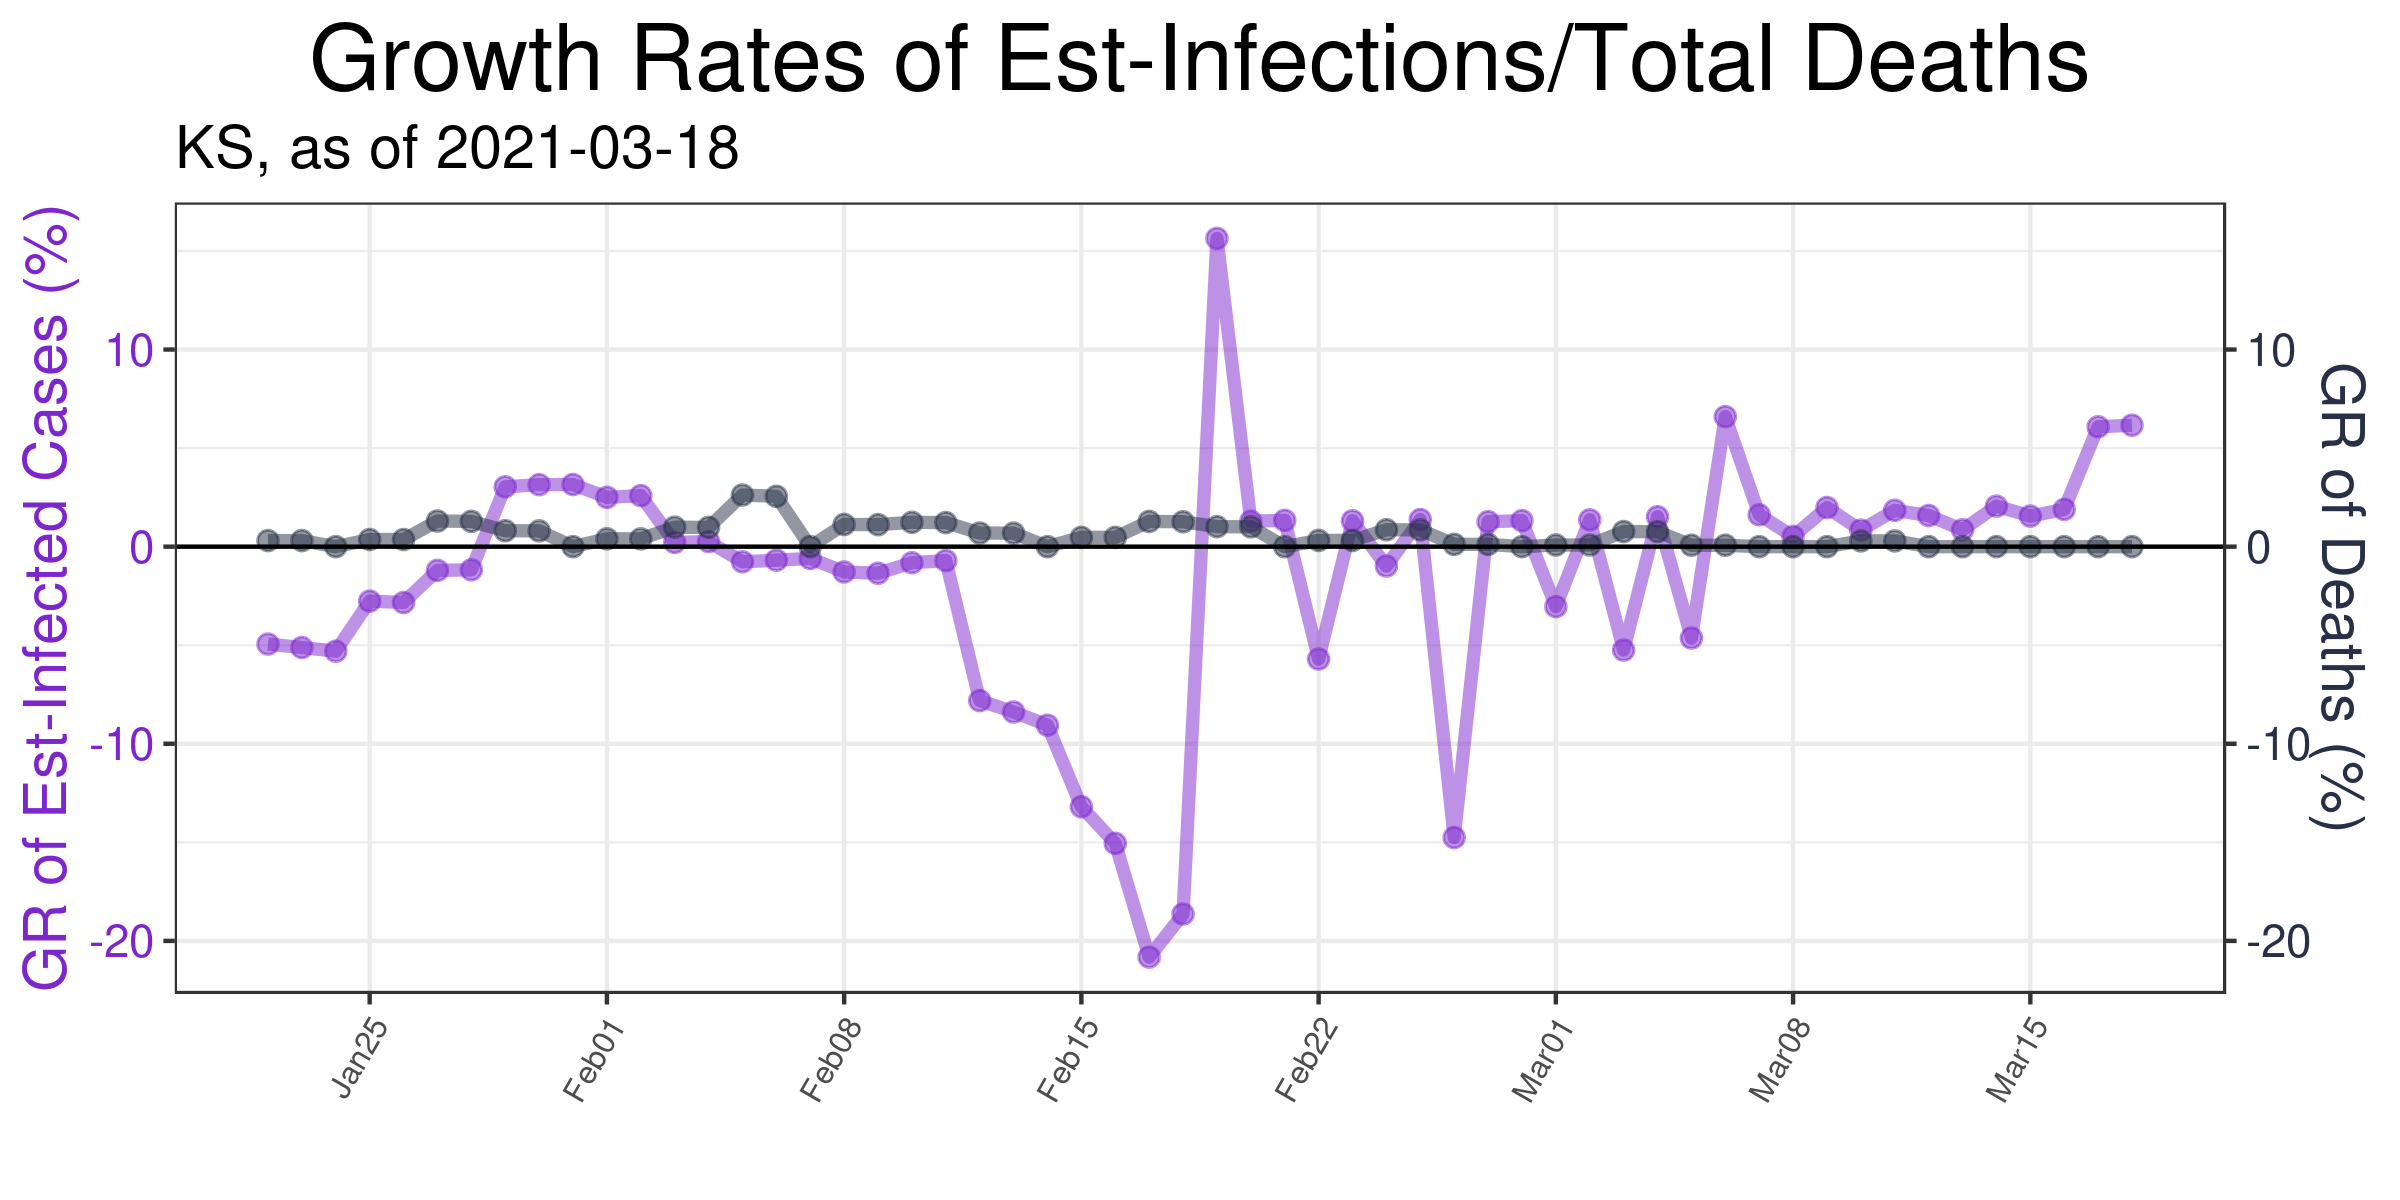 Growth Rates of Est-Infections/Total Deaths
KS, as of 2021-03-18
GR of Est-Infected Cases (%)
10
0
-10
-20
10
0
-10
-20
GR of Deaths (%)
Jan25
Feb01
Feb08
Feb15
Feb22
Mar01
Mar08
Mar15